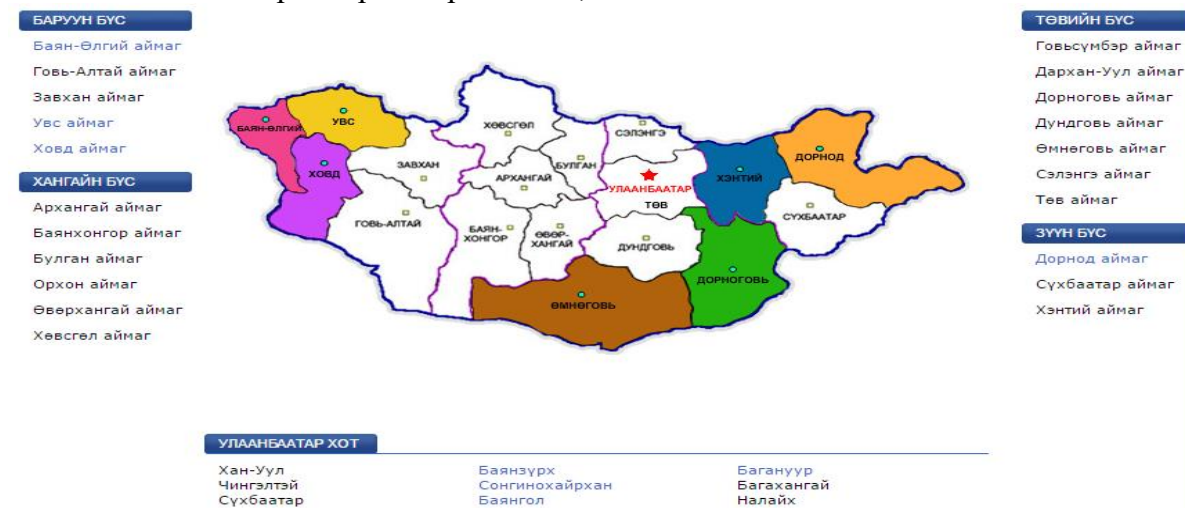 БАРУУН БҮС
Баян-Өлгий аймаг
Говь-Алтай аймаг
Завхан аймаг
Увс аймаг
Ховд аймаг
ХАНГАЙН БҮС
Архангай аймаг
Баянхонгор аймаг
Булган аймаг
Орхон аймаг
Өвөрхангай аймаг
Хөвсгөл аймаг
БАЯН-ӨЛГИЙ
УВС
ХОВД
ЗАВХАН
ГОВЬ-АЛТАЙ
ХӨВСГӨЛ
АРХАНГАЙ
БУЛГАН
БАЯН-
ХОНГОР
ӨВӨР-
ХАНГАЙ
СЭЛЭНГЭ
УЛААНБААТАР
ТӨВ
ДУНДГОВЬ
ӨМНӨГОВЬ
ДОРНОГОВЬ
ХЭНТИЙ
ДОРНОД
СҮХБААТАР
ТӨВИЙН БҮС
Говьсүмбэр аймаг
Дархан-Уул аймаг
Дорноговь аймаг
Дундговь аймаг
Өмнөговь аймаг
Сэлэнгэ аймаг
Төв аймаг
ЗҮҮН БҮС
Дорнод аймаг
Сүхбаатар аймаг
Хэнтий аймаг
УЛААНБААТАР ХОТ
Хан-Уул Баянзүрх Багануур
Чингэлтэй Сонгинохайрхан Багахангай
Сүхбаатар Баянгол Налайх